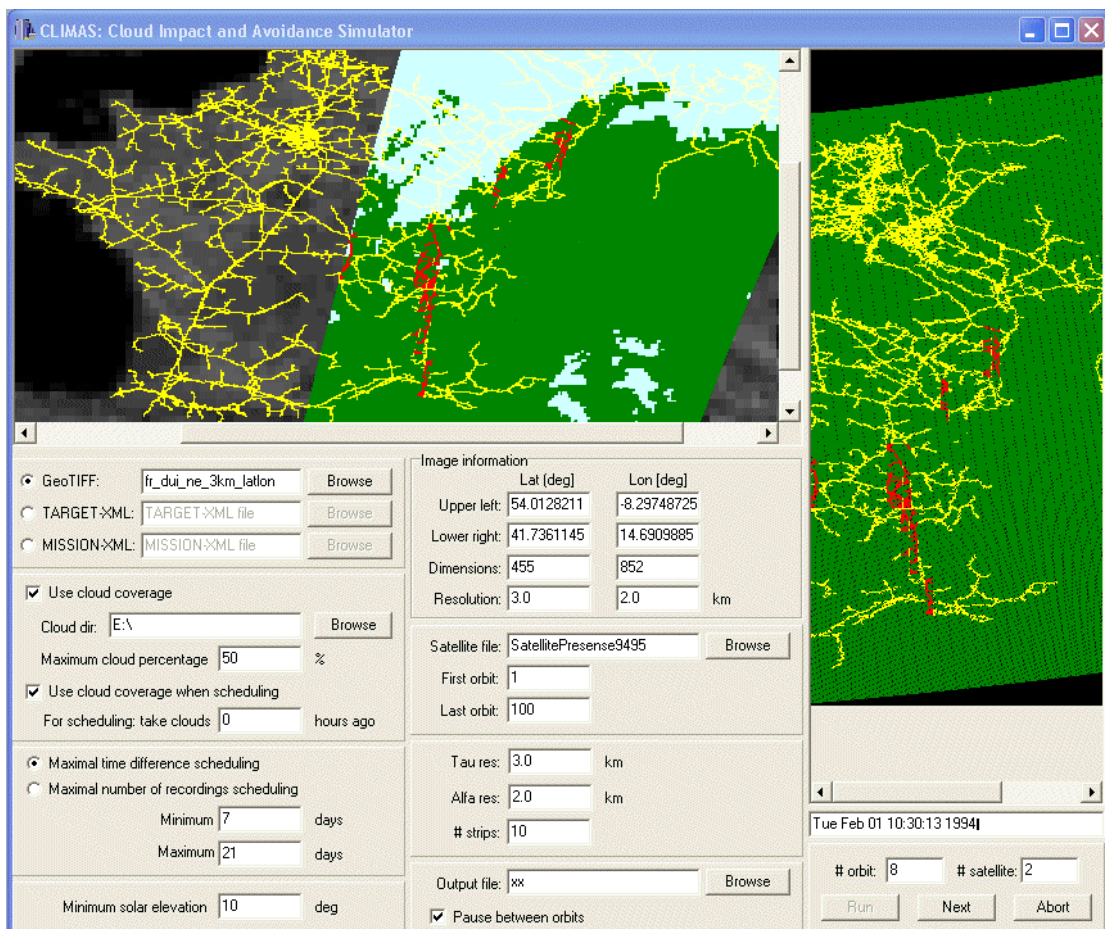 CLIMAS: Cloud Impact and Avoidance Simulator
GeoTIFF: fr_dui_ne_3km_latlon Browse
TARGET-XML: TARGET-XML file Browse
MISSION-XML: MISSION-XML file Browse
Use cloud coverage
Cloud dir: E:\ Browse
Maximum cloud percentage 50 %
Use cloud coverage when scheduling
For scheduling: take clouds 0 hours ago
Maximal time difference scheduling
Maximal number of recordings scheduling
Minimum 7 days
Maximum 21 days
Minimum solar elevation 10 deg
Image information
Lat [deg] Lon [deg]
Upper left: 54.0128211 -8.29748725
Lower right: 41.7361145 14.6909885
Dimensions: 455 852
Resolution: 3.0 2.0 km
Satellite file: SatellitePresense9495 Browse
First orbit: 1
Last orbit: 100
Tau res: 3.0 km
Alfa res: 2.0 km
# strips: 10
Output file: xx Browse
Pause between orbits
Tue Feb 01 10:30:13 1994
# orbit: 8 # satellite: 2
Run Next Abort